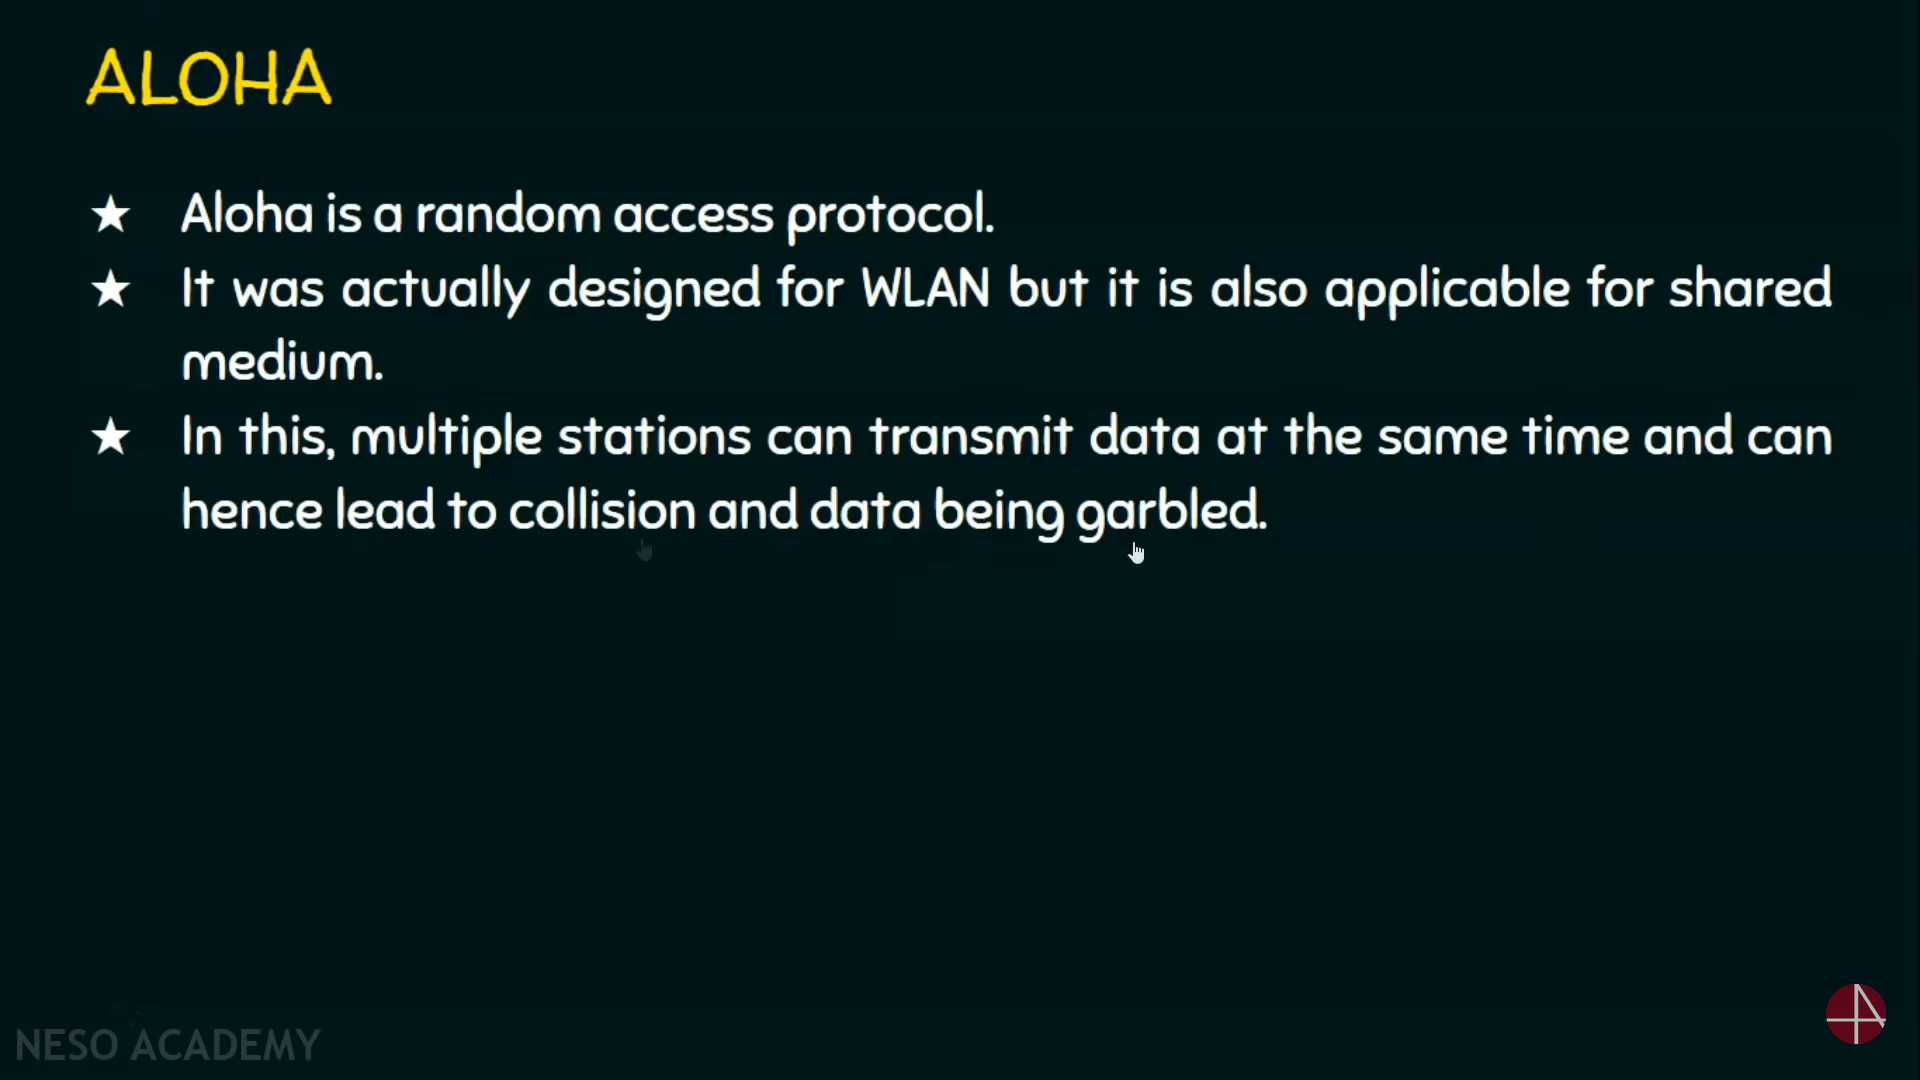 ALOHA
★ Aloha is a random access protocol.
★ It was actually designed for WLAN but it is also applicable for shared
medium.
★ In this, multiple stations can transmit data at the same time and can
hence lead to collision and data being garbled.
NESO ACADEMY